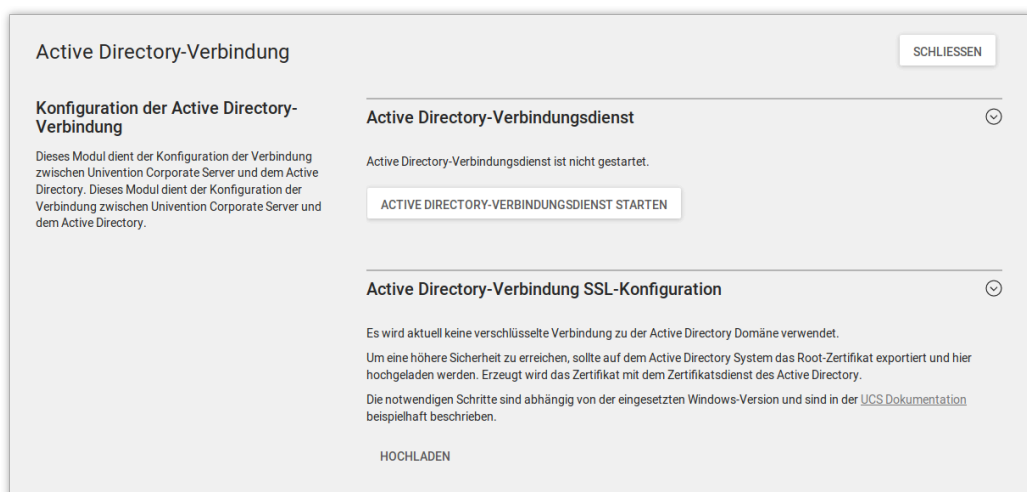 Active Directory-Verbindung
SCHLIESSEN
Konfiguration der Active Directory-
Verbindung
Dieses Modul dient der Konfiguration der Verbindung
zwischen Univention Corporate Server und dem Active
Directory. Dieses Modul dient der Konfiguration der
Verbindung zwischen Univention Corporate Server und
dem Active Directory.
Active Directory-Verbindungsdienst
Active Directory-Verbindungsdienst ist nicht gestartet.
ACTIVE DIRECTORY-VERBINDUNGSDIENST STARTEN
Active Directory-Verbindung SSL-Konfiguration
Es wird aktuell keine verschlüsselte Verbindung zu der Active Directory Domäne verwendet.
Um eine höhere Sicherheit zu erreichen, sollte auf dem Active Directory System das Root-Zertifikat exportiert und hier
hochgeladen werden. Erzeugt wird das Zertifikat mit dem Zertifikatsdienst des Active Directory.
Die notwendigen Schritte sind abhängig von der eingesetzten Windows-Version und sind in der UCS Dokumentation
beispielhaft beschrieben.
HOCHLADEN